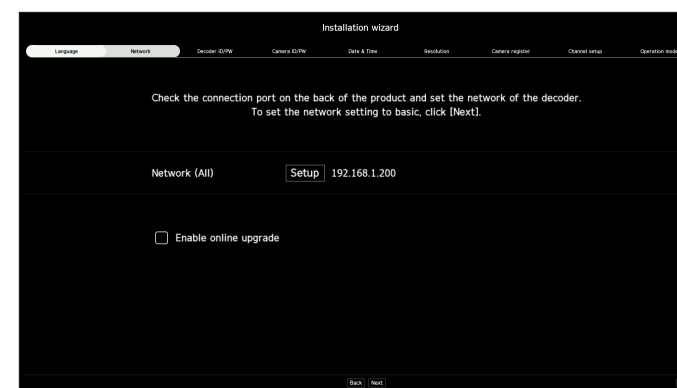 Installation wizard
Language Network Decoder ID/PW Camera ID/PW Date & Time Resolution Camera register Channel setup Operation mode
Check the connection port on the back of the product and set the network of the decoder.
To set the network setting to basic, click [Next].
Network (All) Setup 192.168.1.200
Enable online upgrade
Back Next